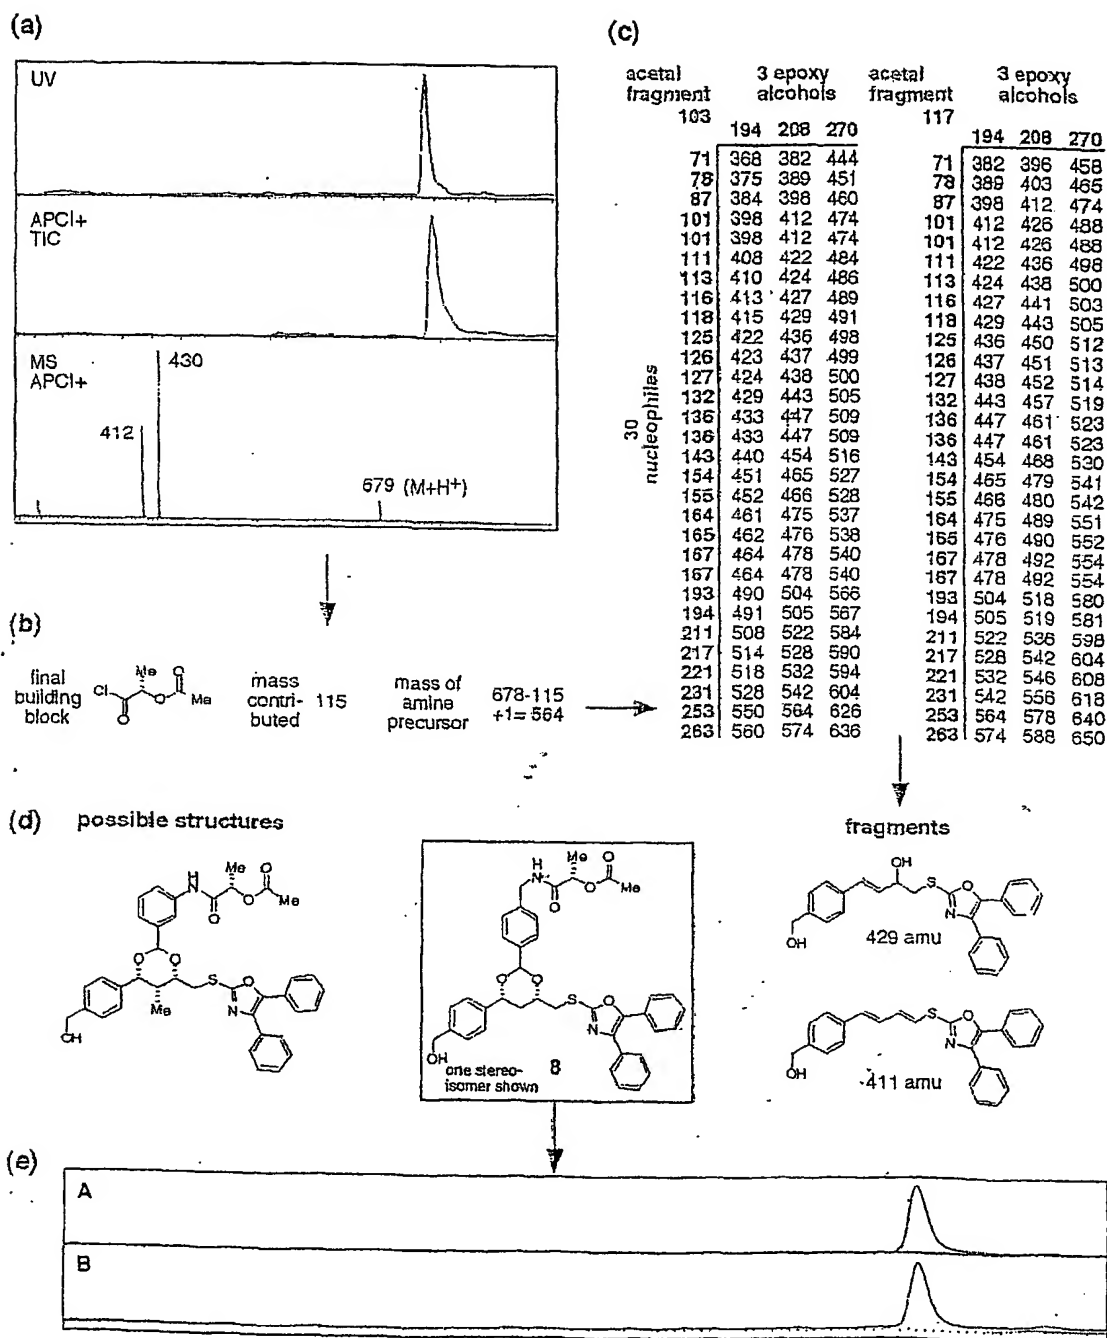 (a)
UV
APCI+
TIC
MS
APCI+
430
412
679 (M+H⁺)
(b)
final
building
block
Cl
O
Me
O
O
Me
mass
contri-
buted
115
mass of
amine
precursor
678-115
+1= 564
(c)
acetal
fragment
103
3 epoxy
alcohols
194 208 270
30
nucleophiles
71 368 382 444
78 375 389 451
87 384 398 460
101 398 412 474
101 398 412 474
111 408 422 484
113 410 424 486
116 413 427 489
118 415 429 491
125 422 436 498
126 423 437 499
127 424 438 500
132 429 443 505
136 433 447 509
136 433 447 509
143 440 454 516
154 451 465 527
155 452 466 528
164 461 475 537
165 462 476 538
167 464 478 540
167 464 478 540
193 490 504 566
194 491 505 567
211 508 522 584
217 514 528 590
221 518 532 594
231 528 542 604
253 550 564 626
263 560 574 636
acetal
fragment
117
3 epoxy
alcohols
194 208 270
71 382 396 458
78 389 403 465
87 398 412 474
101 412 426 488
101 412 426 488
111 422 436 498
113 424 438 500
116 427 441 503
118 429 443 505
125 436 450 512
126 437 451 513
127 438 452 514
132 443 457 519
136 447 461 523
136 447 461 523
143 454 468 530
154 465 479 541
155 466 480 542
164 475 489 551
165 476 490 552
167 478 492 554
167 478 492 554
193 504 518 580
194 505 519 581
211 522 536 598
217 528 542 604
221 532 546 608
231 542 556 618
253 564 578 640
263 574 588 650
(d)
possible structures
H
N
Me
O
O
O
Me
O
O
Me
S
O
N
OH
H
N
Me
O
O
O
Me
O
O
S
O
N
OH
one stereo-
isomer shown
8
fragments
OH
S
O
N
OH
429 amu
S
O
N
OH
411 amu
(e)
A
B